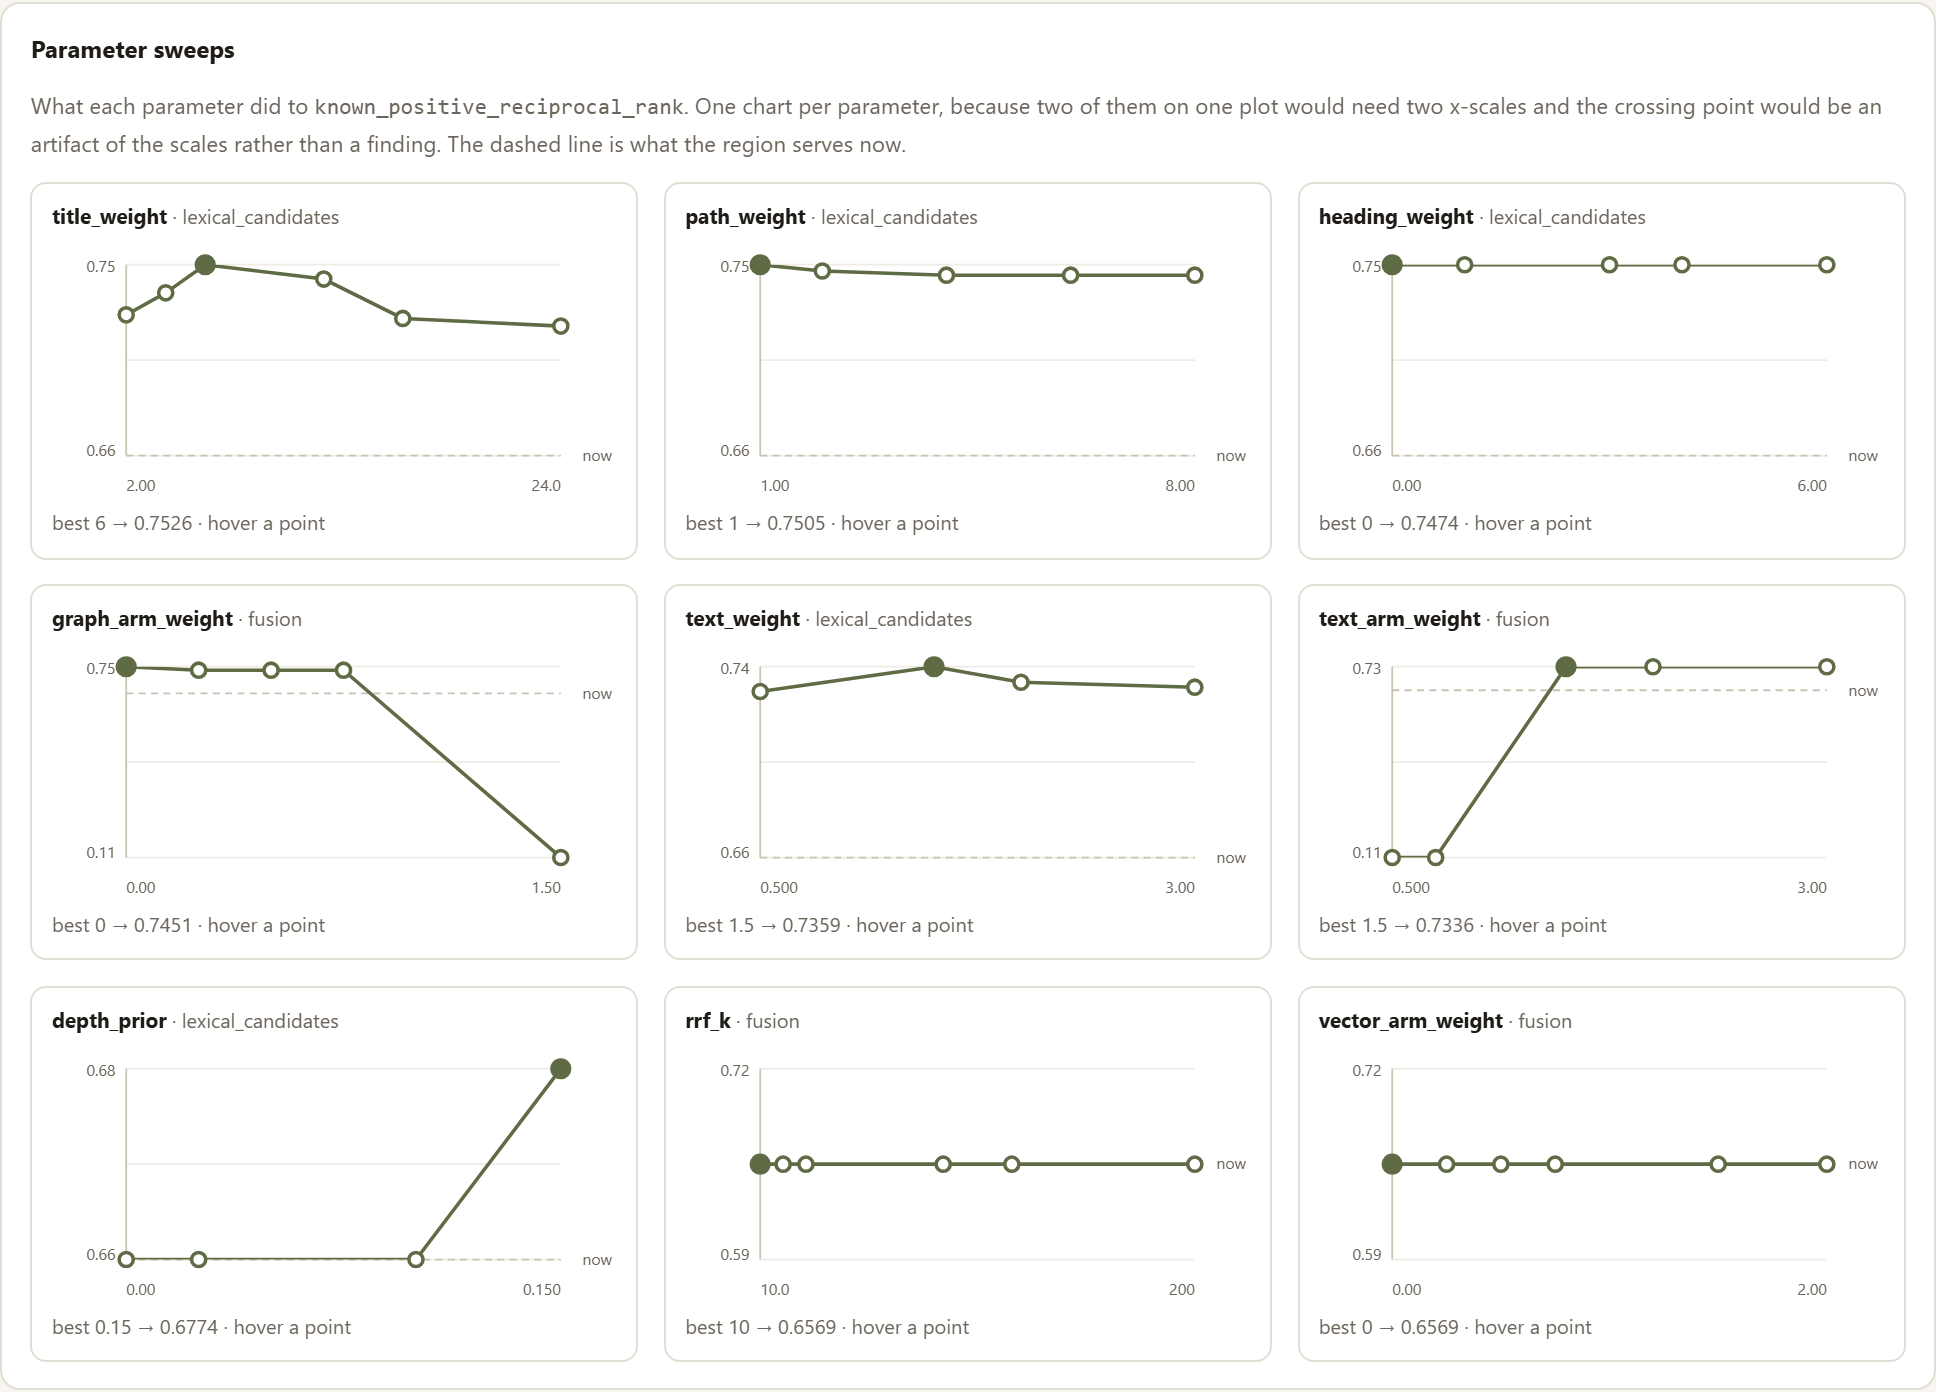 Parameter sweeps
What each parameter did to known_positive_reciprocal_rank. One chart per parameter, because two of them on one plot would need two x-scales and the crossing point would be an
artifact of the scales rather than a finding. The dashed line is what the region serves now.
title_weight · lexical_candidates
0.75
0.66
now
2.00
24.0
best 6 → 0.7526 · hover a point
path_weight · lexical_candidates
0.75
0.66
now
1.00
8.00
best 1 → 0.7505 · hover a point
heading_weight · lexical_candidates
0.75
0.66
now
0.00
6.00
best 0 → 0.7474 · hover a point
graph_arm_weight · fusion
0.75
now
0.11
0.00
1.50
best 0 → 0.7451 · hover a point
text_weight · lexical_candidates
0.74
0.66
now
0.500
3.00
best 1.5 → 0.7359 · hover a point
text_arm_weight · fusion
0.73
now
0.11
0.500
3.00
best 1.5 → 0.7336 · hover a point
depth_prior · lexical_candidates
0.68
0.66
now
0.00
0.150
best 0.15 → 0.6774 · hover a point
rrf_k · fusion
0.72
now
0.59
10.0
200
best 10 → 0.6569 · hover a point
vector_arm_weight · fusion
0.72
now
0.59
0.00
2.00
best 0 → 0.6569 · hover a point